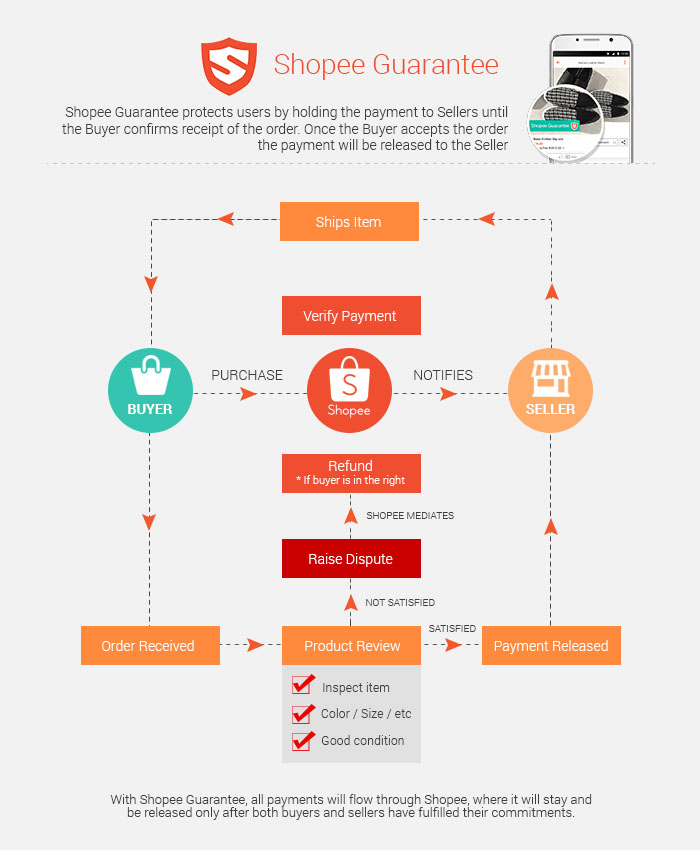 Shopee Guarantee
Shopee Guarantee protects users by holding the payment to Sellers until
the Buyer confirms receipt of the order. Once the Buyer accepts the order
the payment will be released to the Seller
Shopee Guarantee
Ships Item
Verify Payment
PURCHASE
NOTIFIES
BUYER
Shopee
SELLER
Refund
* If buyer is in the right
SHOPEE MEDIATES
Raise Dispute
NOT SATISFIED
SATISFIED
Order Received
Product Review
Payment Released
Inspect item
Color / Size / etc
Good condition
With Shopee Guarantee, all payments will flow through Shopee, where it will stay and
be released only after both buyers and sellers have fulfilled their commitments.